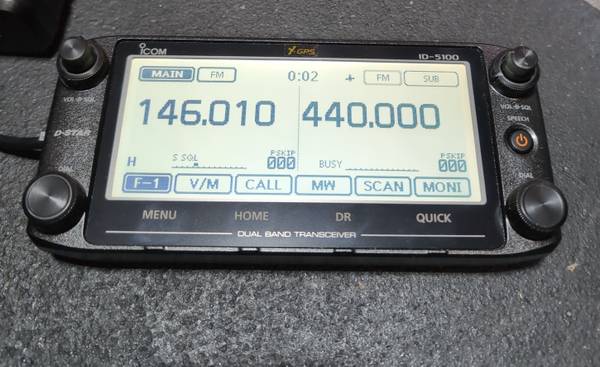 ICOM
GPS
ID-5100
MAIN FM 0:02 FM SUB
146.010 440.000
H S.SQL PSKIP 000 BUSY PSKIP 000
F-1 V/M CALL MW SCAN MONI
MENU HOME DR QUICK
DUAL BAND TRANSCEIVER
VOL SQL
D-STAR
DIAL
VOL SQL
SPEECH
DIAL